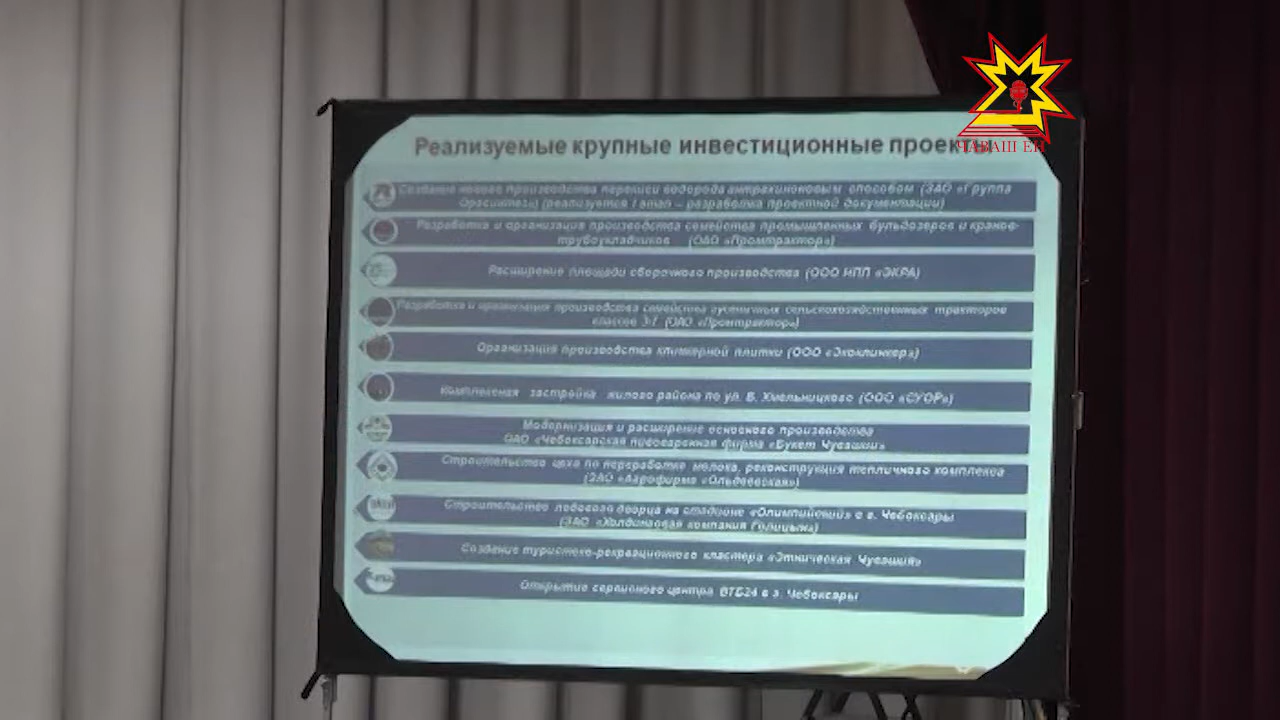 ЧӐВАШ ЕН
Реализуемые крупные инвестиционные проекты
Создание нового производства перекиси водорода антрахиноновым способом (ЗАО «Группа
Оргсинтез») (реализуется I этап – разработка проектной документации)
Разработка и организация производства семейства промышленных бульдозеров и кранов-
трубоукладчиков (ОАО «Промтрактор»)
Расширение площади сборочного производства (ООО НПП «ЭКРА)
Разработка и организация производства семейства гусеничных сельскохозяйственных тракторов
класса (ОАО «Промтрактор»)
Организация производства клинкерной плитки (ООО «Экоклинкер»)
Комплексная застройка жилого района по ул. Б. Хмельницкого (ООО «СУОР»)
Модернизация и расширение основного производства
ОАО «Чебоксарская пивоваренная фирма «Букет Чувашии»
Строительство цеха по переработке молока, реконструкция тепличного комплекса
(ЗАО «Агрофирма «Ольдеевская»)
Строительство ледового дворца на стадионе «Олимпийский» в г. Чебоксары
(ЗАО «Холдинговая компания Голицын»)
Создание туристско-рекреационного кластера «Этническая Чувашия»
Открытие сервисного центра ВТБ24 в г. Чебоксары